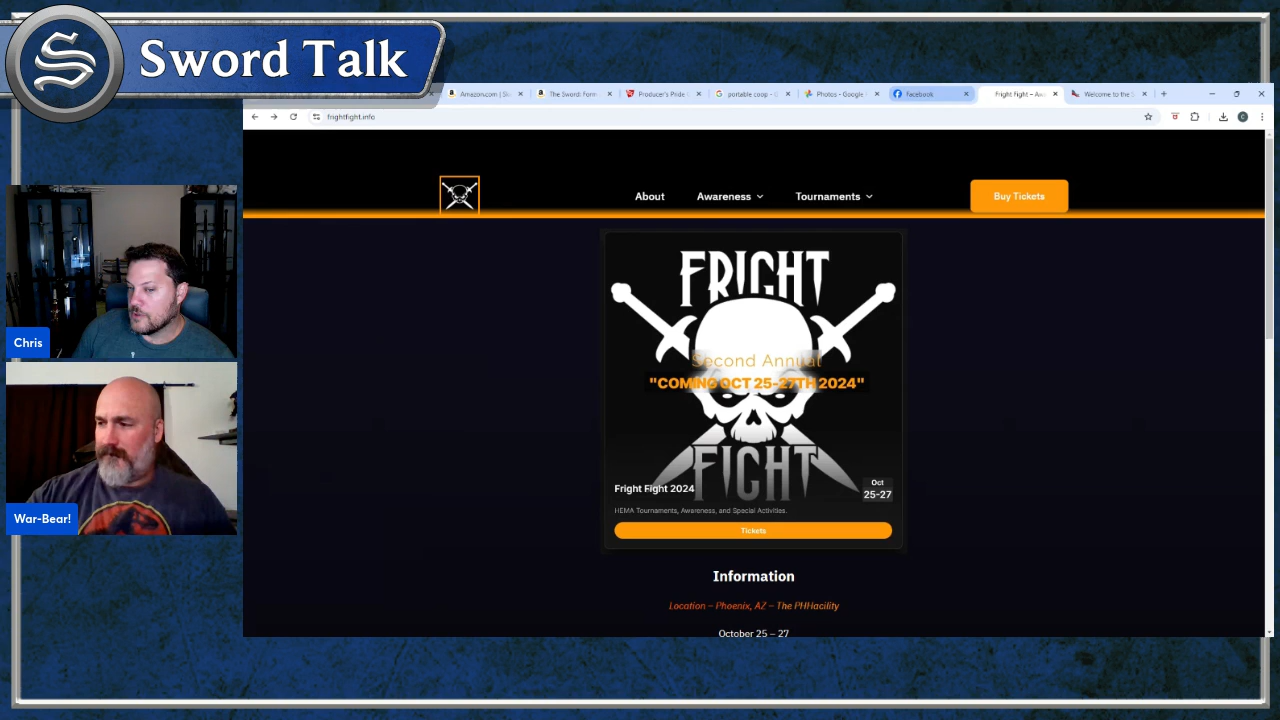 S
Sword Talk
Amazon.com | Sk
The Sword: Form
Producer's Pride
portable coop - G
Photos - Google
Facebook
Fright Fight – Aw
Welcome to the S
frightfight.info
About
Awareness
Tournaments
Buy Tickets
FRIGHT
Second Annual
"COMING OCT 25-27TH 2024"
FIGHT
Fright Fight 2024
Oct
25-27
HEMA Tournaments, Awareness, and Special Activities.
Tickets
Information
Location – Phoenix, AZ – The PHHacility
October 25 – 27
Chris
War-Bear!